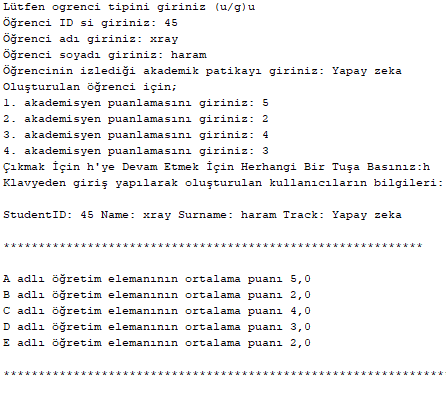 Lütfen ogrenci tipini giriniz (u/g)u
Öğrenci ID si giriniz: 45
Öğrenci adı giriniz: xray
Öğrenci soyadı giriniz: haram
Öğrencinin izlediği akademik patikayı giriniz: Yapay zeka
Oluşturulan öğrenci için;
1. akademisyen puanlamasını giriniz: 5
2. akademisyen puanlamasını giriniz: 2
3. akademisyen puanlamasını giriniz: 4
4. akademisyen puanlamasını giriniz: 3
Çıkmak İçin h'ye Devam Etmek İçin Herhangi Bir Tuşa Basınız:h
Klavyeden giriş yapılarak oluşturulan kullanıcıların bilgileri:
StudentID: 45 Name: xray Surname: haram Track: Yapay zeka
************************************************************
A adlı öğretim elemanının ortalama puanı 5,0
B adlı öğretim elemanının ortalama puanı 2,0
C adlı öğretim elemanının ortalama puanı 4,0
D adlı öğretim elemanının ortalama puanı 3,0
E adlı öğretim elemanının ortalama puanı 2,0
***************************************************************